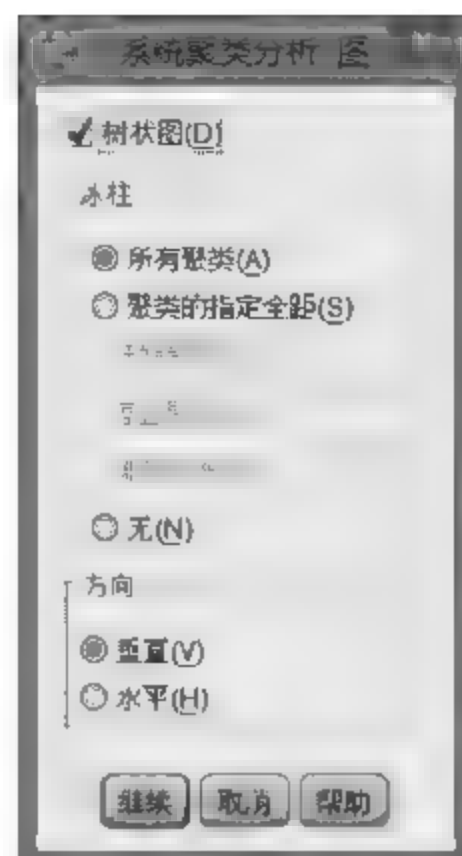 系统聚类分析 图
树状图(D)
冰柱
所有聚类(A)
聚类的指定全距(S)
无(N)
方向
垂直(V)
水平(H)
继续 取消 帮助